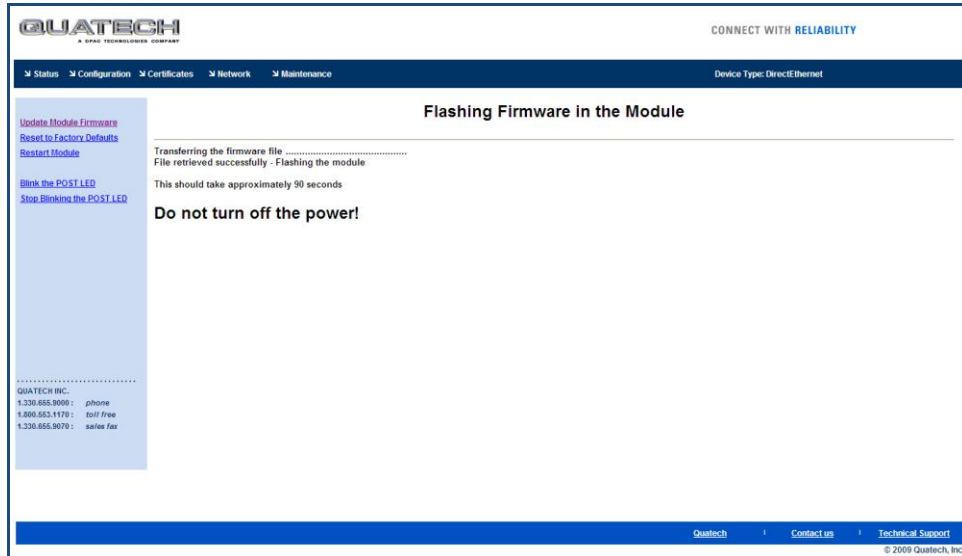 QUATECH
A DPAC TECHNOLOGIES COMPANY
CONNECT WITH RELIABILITY
Status Configuration Certificates Network Maintenance
Device Type: DirectEthernet
Update Module Firmware
Reset to Factory Defaults
Restart Module
Blink the POST LED
Stop Blinking the POST LED
QUATECH INC.
1.330.655.9000 : phone
1.800.553.1170 : toll free
1.330.655.9070 : sales fax
Flashing Firmware in the Module
Transferring the firmware file ............................................
File retrieved successfully - Flashing the module
This should take approximately 90 seconds
Do not turn off the power!
Quatech | Contact us | Technical Support
© 2009 Quatech, Inc